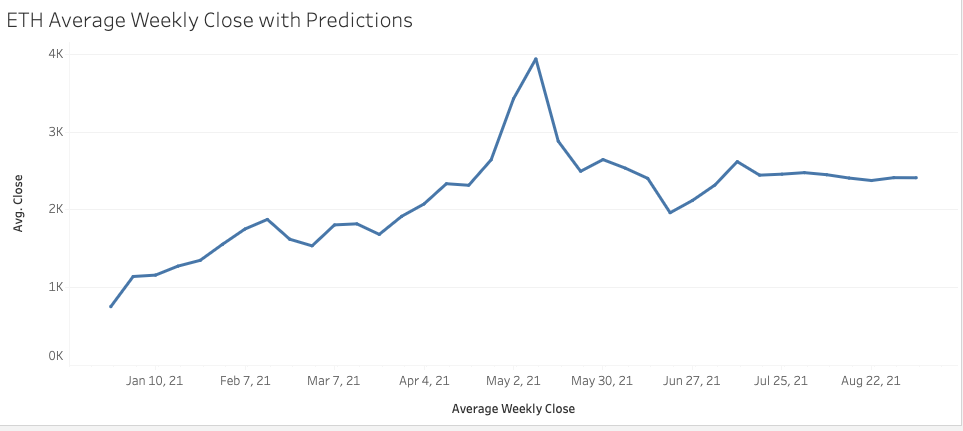 ETH Average Weekly Close with Predictions
4K
3K
2K
1K
0K
Avg. Close
Jan 10, 21 Feb 7, 21 Mar 7, 21 Apr 4, 21 May 2, 21 May 30, 21 Jun 27, 21 Jul 25, 21 Aug 22, 21
Average Weekly Close